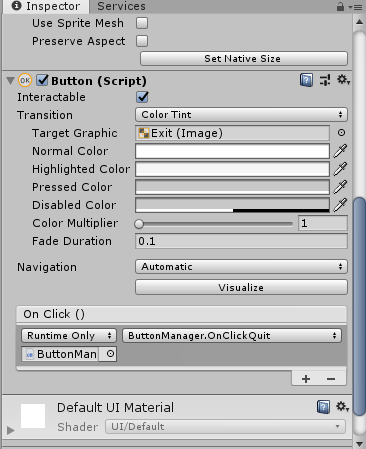 Inspector Services
Use Sprite Mesh
Preserve Aspect
Set Native Size
OK Button (Script)
Interactable
Transition Color Tint
Target Graphic Exit (Image)
Normal Color
Highlighted Color
Pressed Color
Disabled Color
Color Multiplier 1
Fade Duration 0.1
Navigation Automatic
Visualize
On Click ()
Runtime Only ButtonManager.OnClickQuit
ButtonMan
+ −
Default UI Material
Shader UI/Default